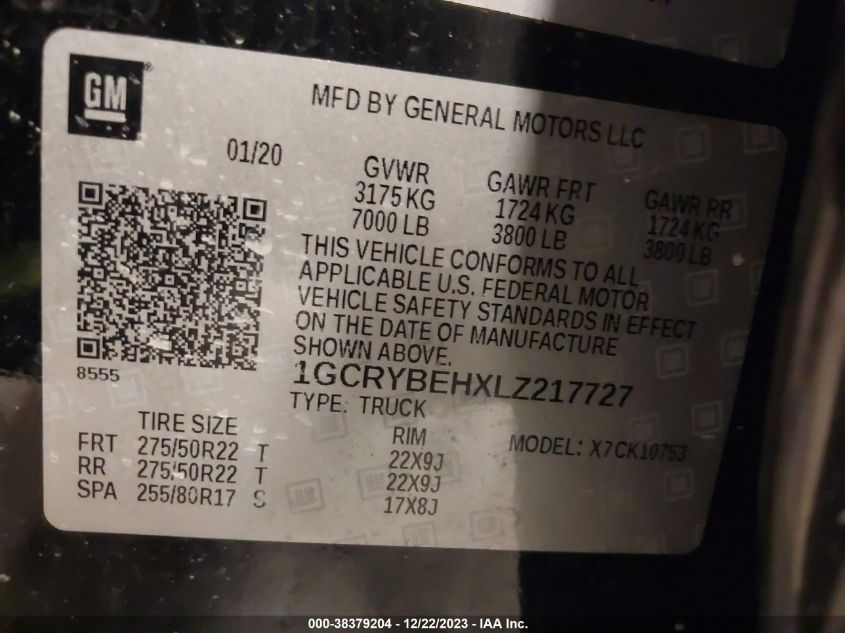 GM
MFD BY GENERAL MOTORS LLC
01/20
GVWR
3175 KG
7000 LB
GAWR FRT
1724 KG
3800 LB
GAWR RR
1724 KG
3800 LB
THIS VEHICLE CONFORMS TO ALL
APPLICABLE U.S. FEDERAL MOTOR
VEHICLE SAFETY STANDARDS IN EFFECT
ON THE DATE OF MANUFACTURE
SHOWN ABOVE.
8555
1GCRYBEHXLZ217727
TYPE: TRUCK
MODEL: X7CK10753
TIRE SIZE RIM
FRT 275/50R22 T 22X9J
RR 275/50R22 T 22X9J
SPA 255/80R17 S 17X8J
000-38379204 - 12/22/2023 - IAA Inc.